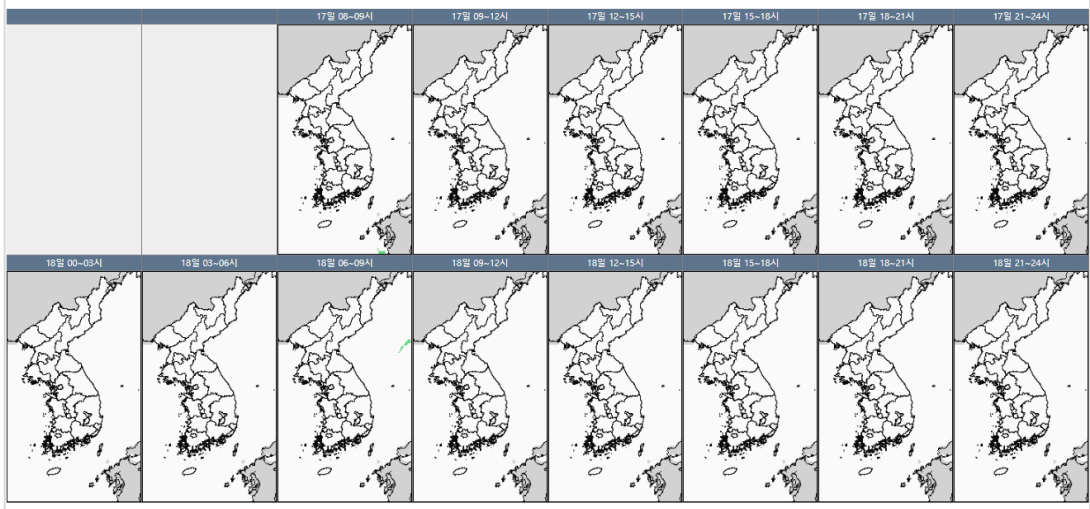 17일 08~09시
17일 09~12시
17일 12~15시
17일 15~18시
17일 18~21시
17일 21~24시
18일 00~03시
18일 03~06시
18일 06~09시
18일 09~12시
18일 12~15시
18일 15~18시
18일 18~21시
18일 21~24시